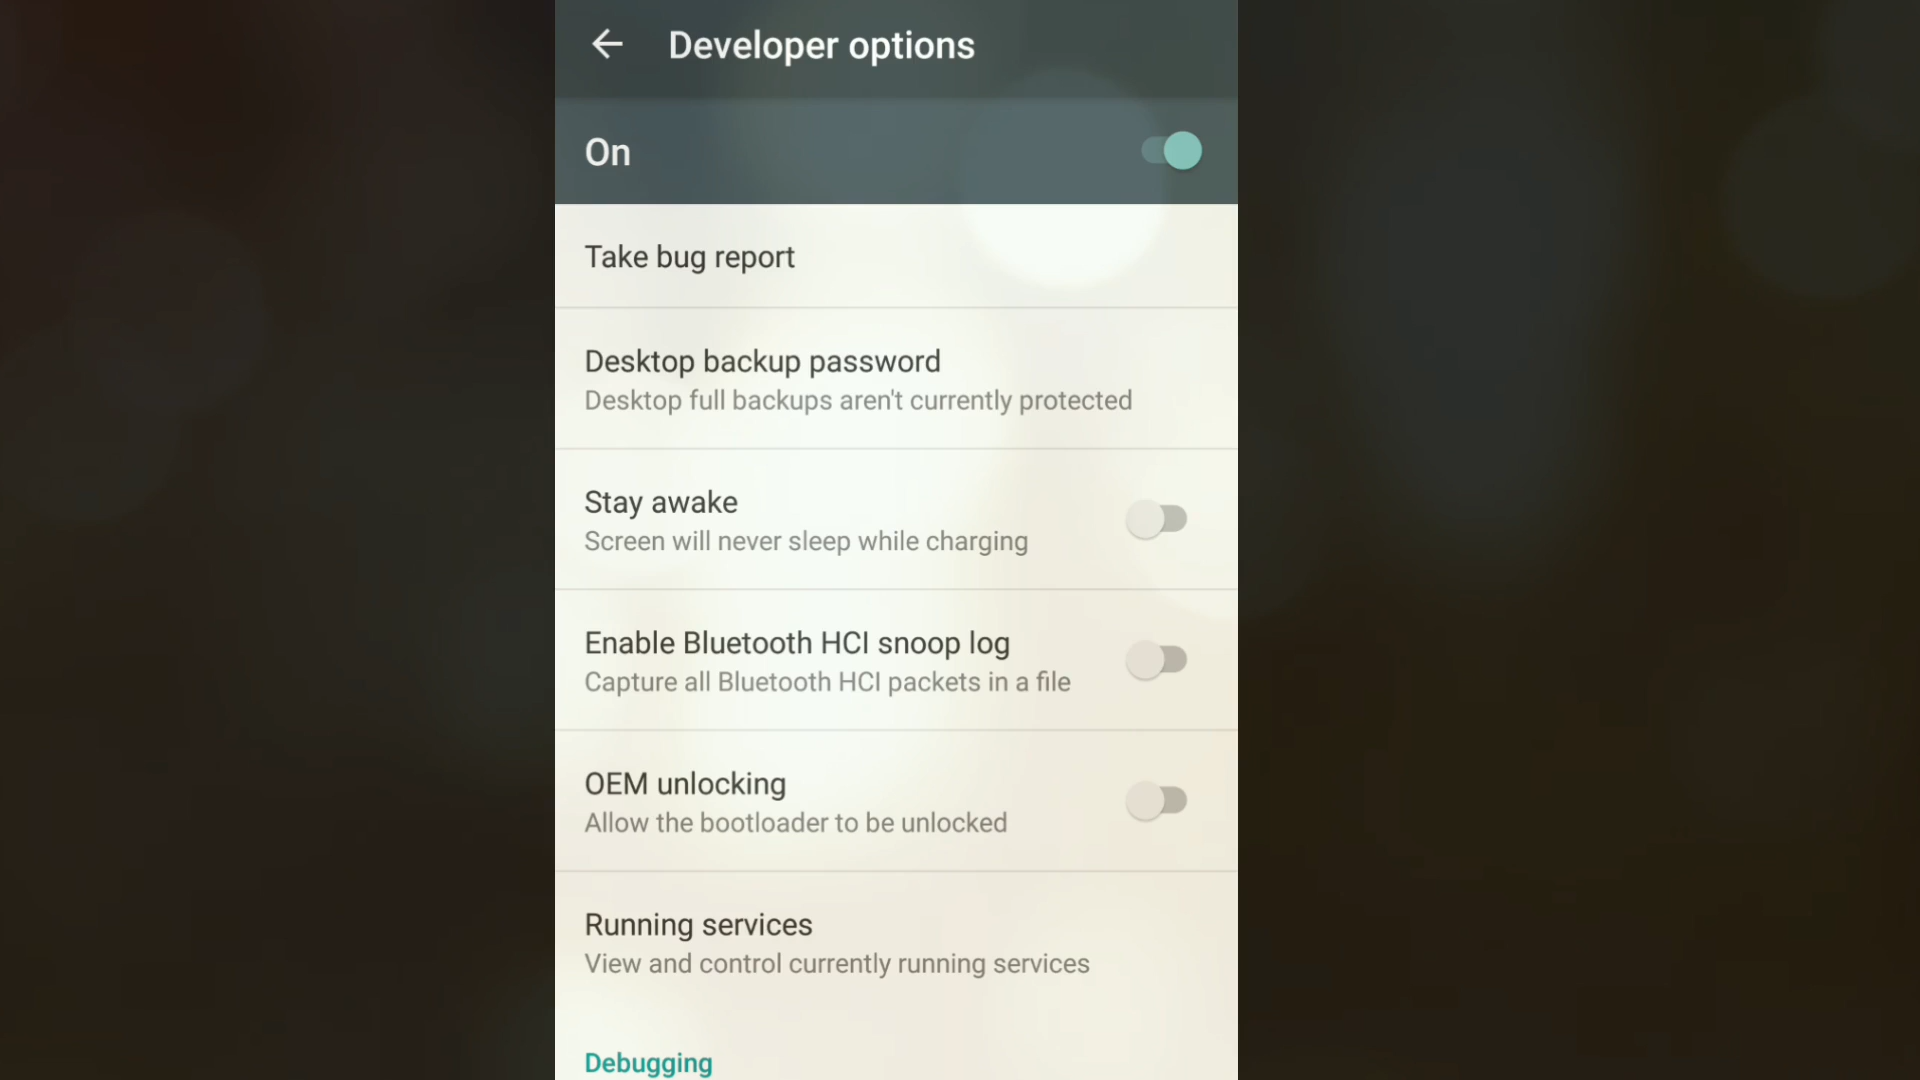 Developer options
On
Take bug report
Desktop backup password
Desktop full backups aren't currently protected
Stay awake
Screen will never sleep while charging
Enable Bluetooth HCI snoop log
Capture all Bluetooth HCI packets in a file
OEM unlocking
Allow the bootloader to be unlocked
Running services
View and control currently running services
Debugging